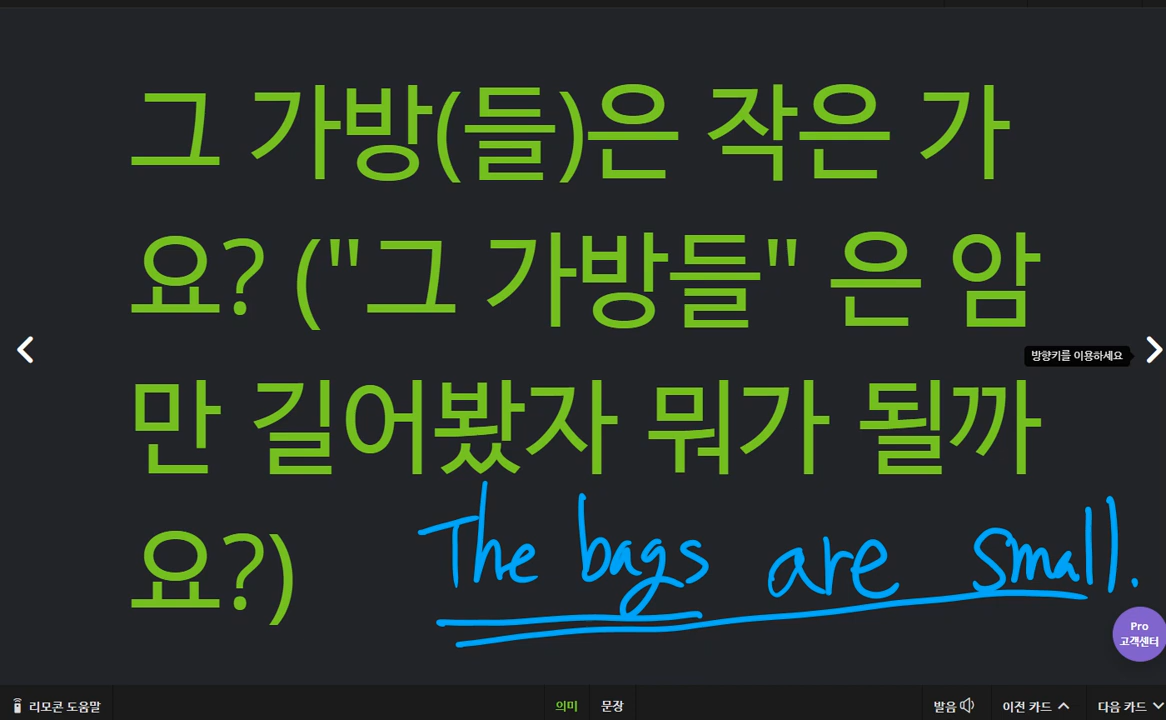 그 가방(들)은 작은 가
요? ("그 가방들" 은 암
만 길어봤자 뭐가 될까
요?)
The bags are small.
방향키를 이용하세요
Pro
고객센터
리모콘 도움말
의미
문장
발음
이전 카드
다음 카드